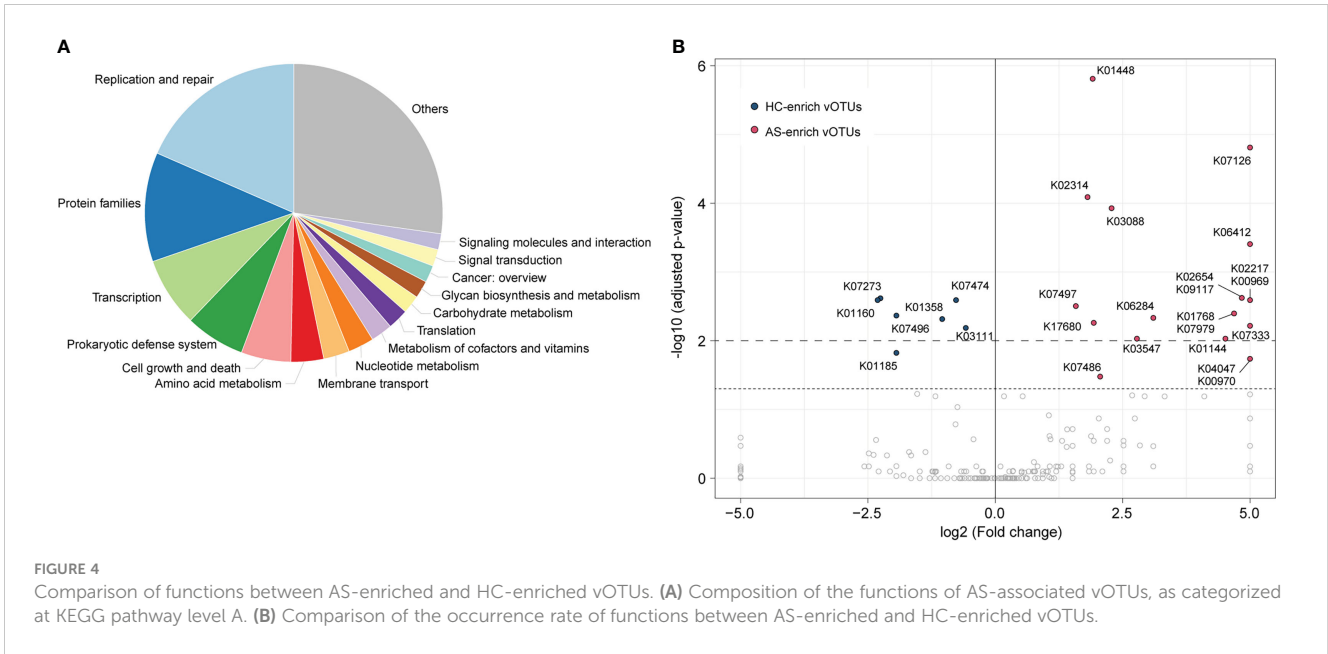 A
Replication and repair
Others
Protein families
Signaling molecules and interaction
Signal transduction
Cancer: overview
Transcription
Glycan biosynthesis and metabolism
Carbohydrate metabolism
Translation
Prokaryotic defense system
Metabolism of cofactors and vitamins
Cell growth and death
Nucleotide metabolism
Amino acid metabolism
Membrane transport
B
6
K01448
HC-enrich vOTUs
AS-enrich vOTUs
K07126
K02314
4
K03088
K06412
K02217
K00969
K02654
K09117
K07273
K07474
K07497
K06284
K01768
K07979
K01160
K01358
K07496
K03111
K17680
K07333
2
K03547
K01144
K01185
K07486
K04047
K00970
0
-log10 (adjusted p-value)
−5.0
−2.5
0.0
2.5
5.0
log2 (Fold change)
FIGURE 4
Comparison of functions between AS-enriched and HC-enriched vOTUs. (A) Composition of the functions of AS-associated vOTUs, as categorized
at KEGG pathway level A. (B) Comparison of the occurrence rate of functions between AS-enriched and HC-enriched vOTUs.